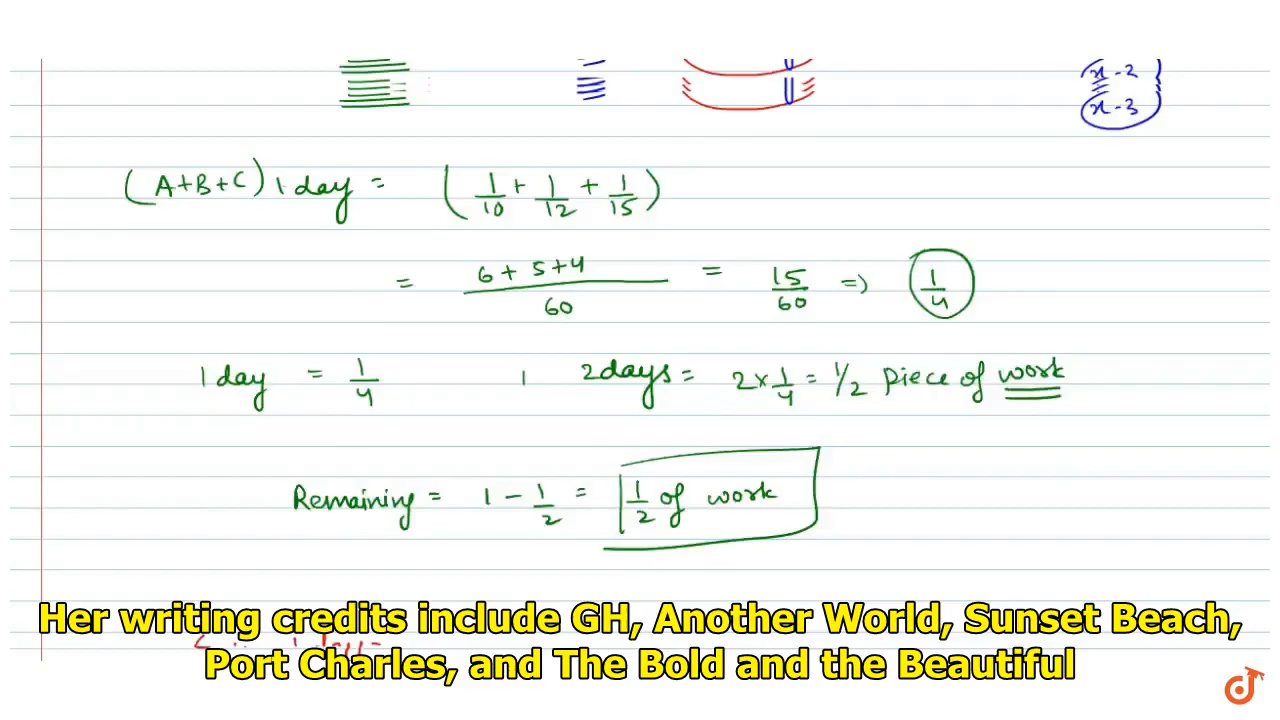 x-2
x-3
(A+B+C) 1 day = (1/10 + 1/12 + 1/15)
= 6+5+4/60 = 15/60 => 1/4
1 day = 1/4 1 2days = 2×1/4 = 1/2 piece of work
Remaining = 1 - 1/2 = 1/2 of work
Her writing credits include GH, Another World, Sunset Beach,
Port Charles, and The Bold and the Beautiful